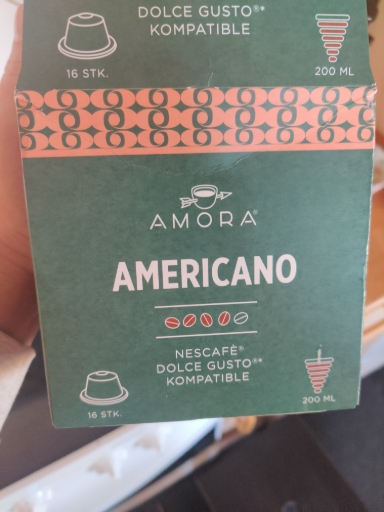 DOLCE GUSTO®*
KOMPATIBLE
16 STK.
200 ML
AMORA®
AMERICANO
NESCAFÉ®
DOLCE GUSTO®*
KOMPATIBLE
16 STK.
200 ML